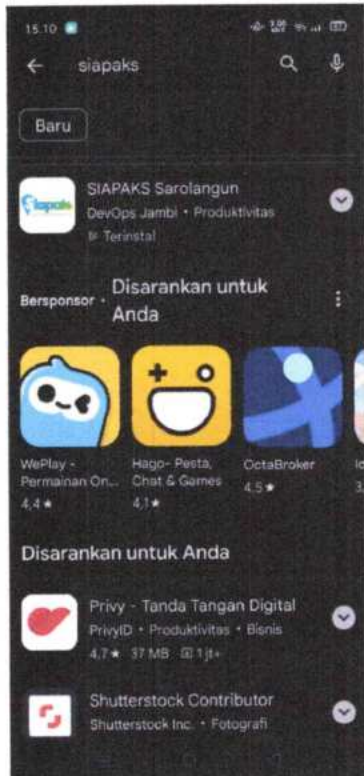 15.10
siapaks
Baru
Siapaks
SIAPAKS Sarolangun
DevOps Jambi • Produktivitas
Terinstal
Bersponsor •
Disarankan untuk
Anda
WePlay -
Permainan On...
4,4★
Hago- Pesta,
Chat & Games
4,1★
OctaBroker
4,5★
Disarankan untuk Anda
Privy - Tanda Tangan Digital
PrivyID • Produktivitas • Bisnis
4,7★ 37 MB 1 jt+
Shutterstock Contributor
Shutterstock Inc. • Fotografi